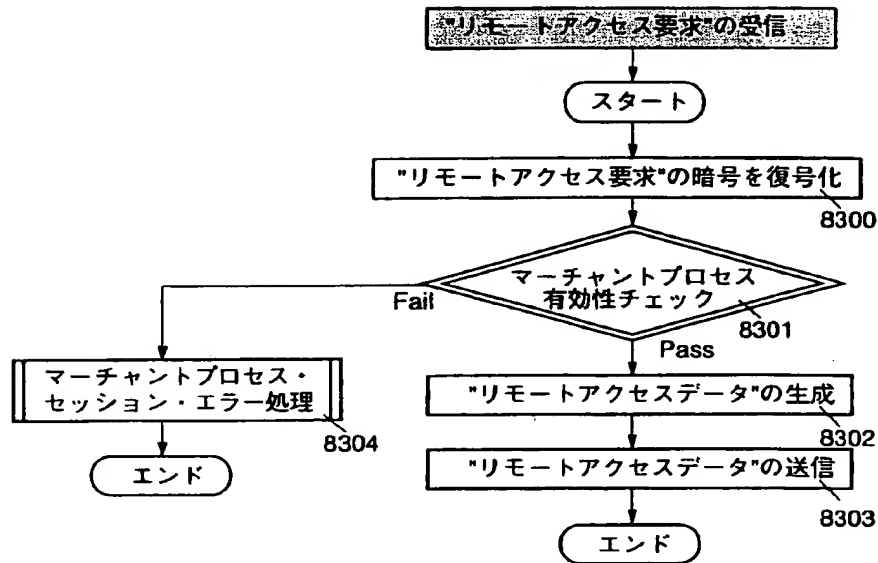 "リモートアクセス要求"の受信
スタート
"リモートアクセス要求"の暗号を復号化
8300
マーチャントプロセス
有効性チェック
8301
Fail
Pass
マーチャントプロセス・
セッション・エラー処理
8304
エンド
"リモートアクセスデータ"の生成
8302
"リモートアクセスデータ"の送信
8303
エンド